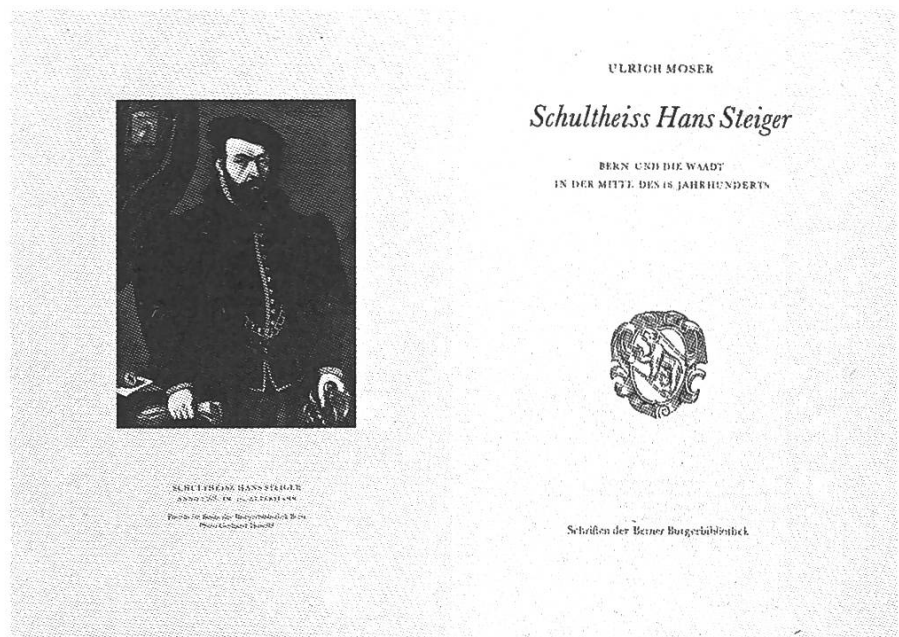 SCHULTHEISS HANS STEIGER
ULRICH MOSER
Schultheiss Hans Steiger
BERN UND DIE WAADT
IN DER MITTE DES 16. JAHRHUNDERTS
Schriften der Berner Burgerbibliothek